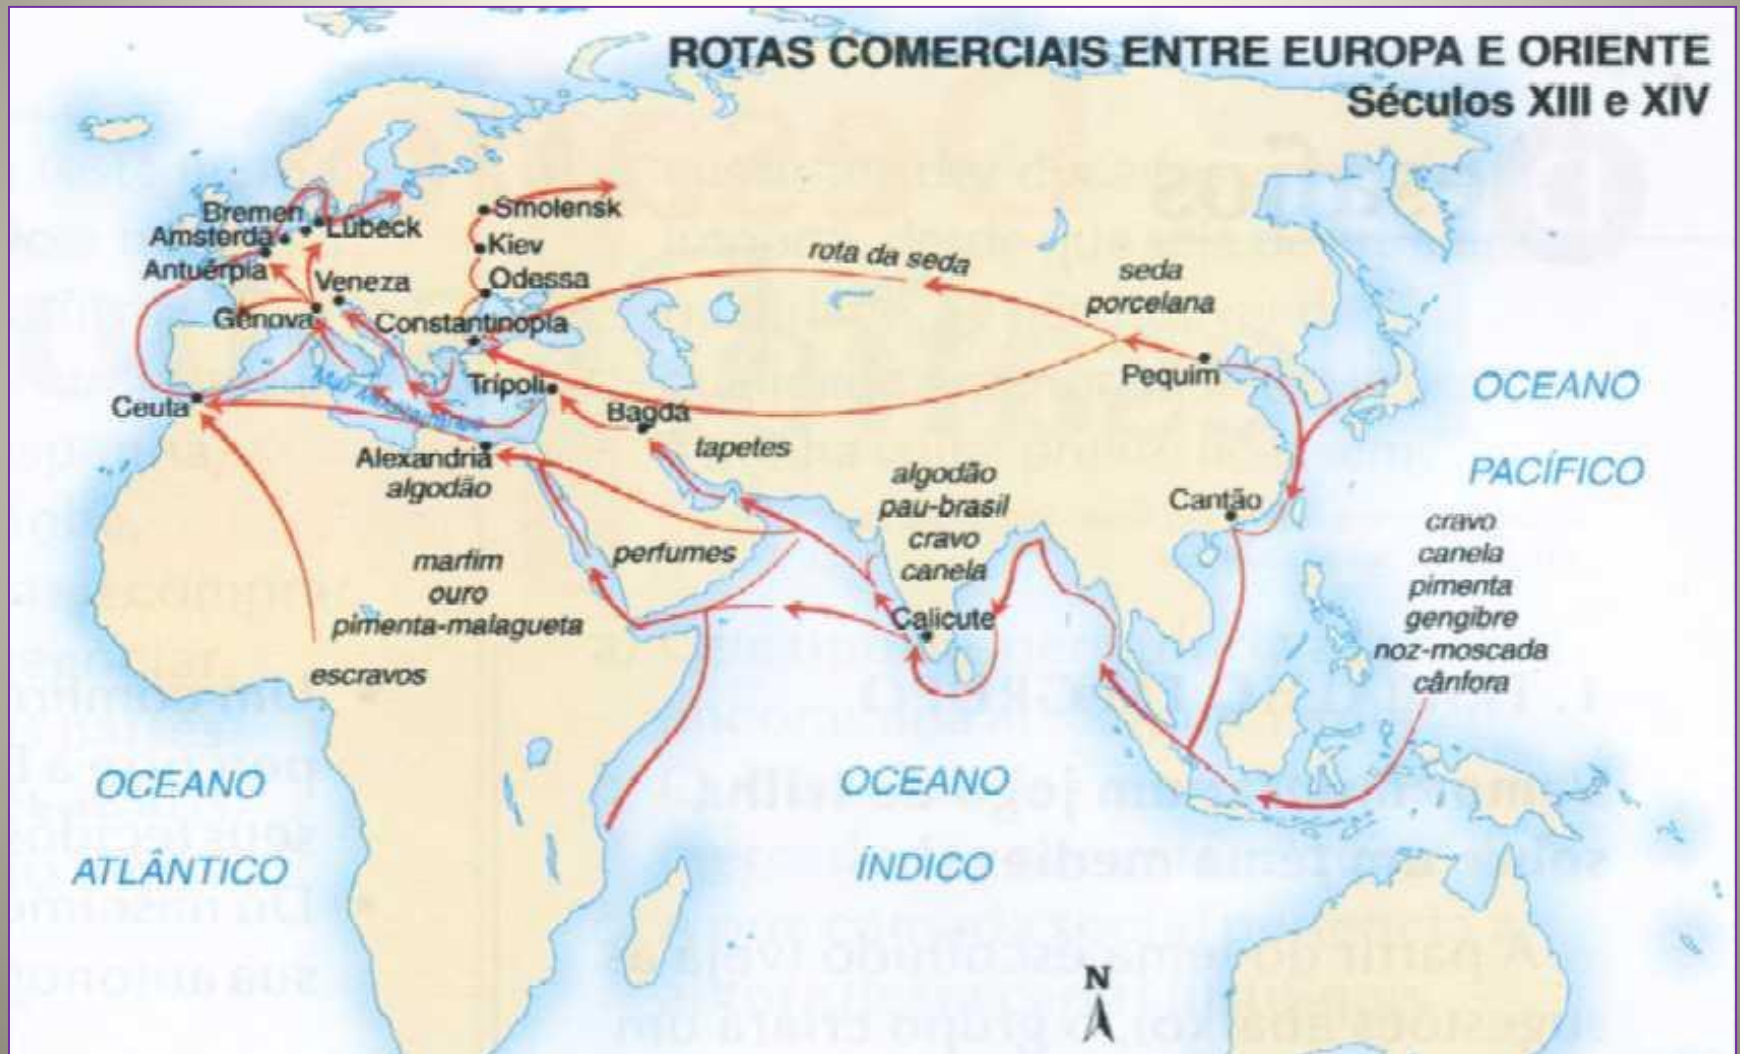 ROTAS COMERCIAIS ENTRE EUROPA E ORIENTE
Séculos XIII e XIV
Bremen
Lübeck
Amsterdã
Antuérpia
Smolensk
Kiev
Odessa
Veneza
Gênova
Constantinopla
rota da seda
seda
porcelana
Pequim
Trípoli
Ceuta
Bagdá
tapetes
Alexandria
algodão
algodão
pau-brasil
cravo
canela
Cantão
OCEANO
PACÍFICO
cravo
canela
pimenta
gengibre
noz-moscada
cânfora
perfumes
marfim
ouro
pimenta-malagueta
escravos
Calicute
OCEANO
ATLÂNTICO
OCEANO
ÍNDICO
N